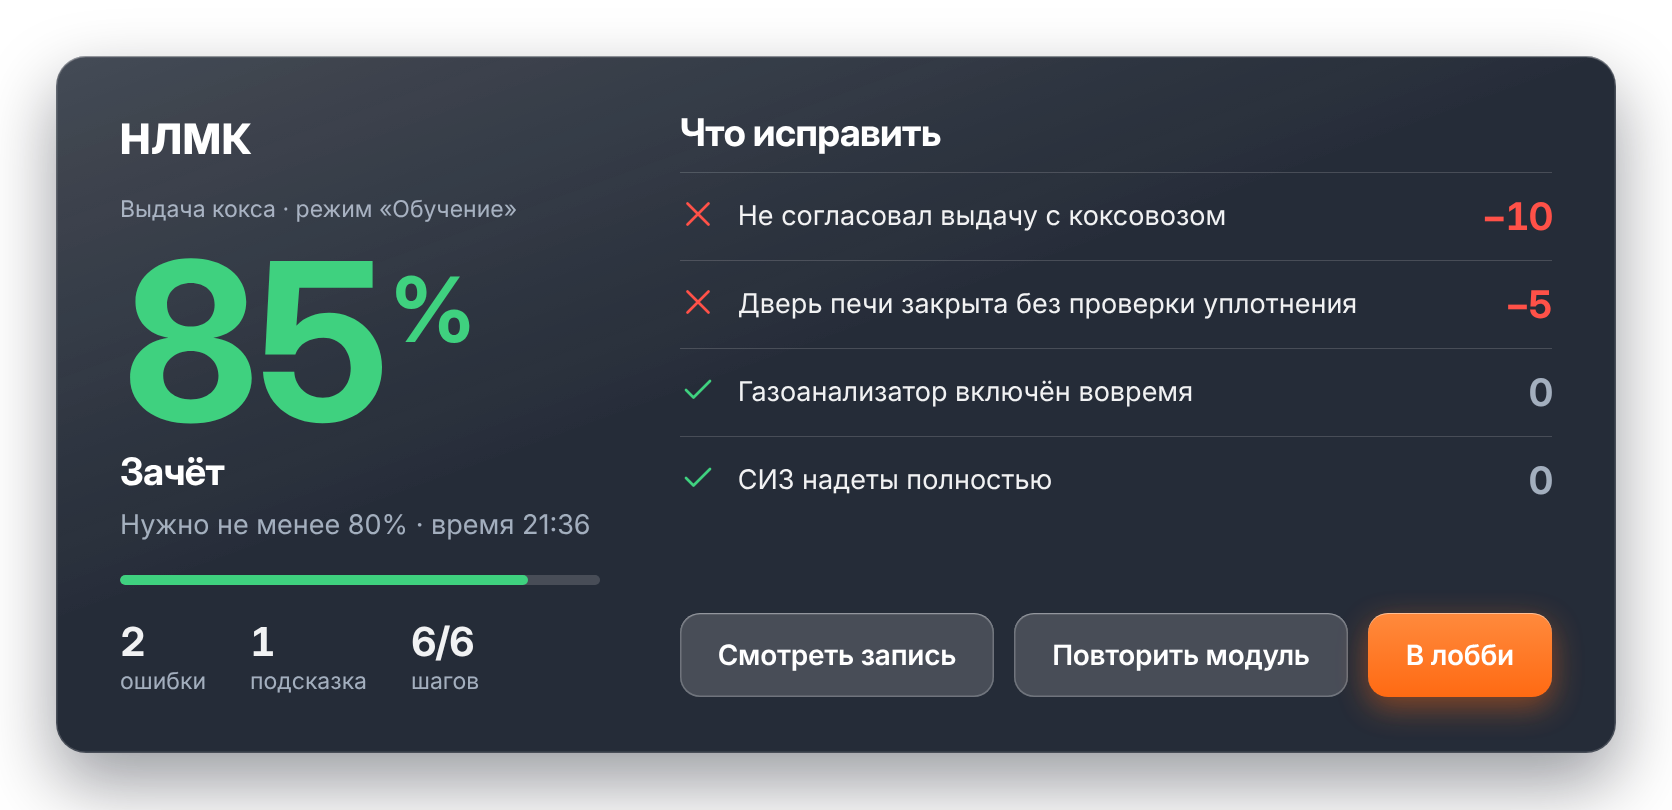 НЛМК
Выдача кокса · режим «Обучение»
85%
Зачёт
Нужно не менее 80% · время 21:36
2 1 6/6
ошибки подсказка шагов
Что исправить
Не согласовал выдачу с коксовозом −10
Дверь печи закрыта без проверки уплотнения −5
Газоанализатор включён вовремя 0
СИЗ надеты полностью 0
Смотреть запись Повторить модуль В лобби